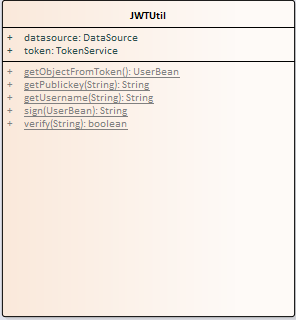 JWTUtil
+ datasource: DataSource
+ token: TokenService
+ getObjectFromToken(): UserBean
+ getPublickey(String): String
+ getUsername(String): String
+ sign(UserBean): String
+ verify(String): boolean